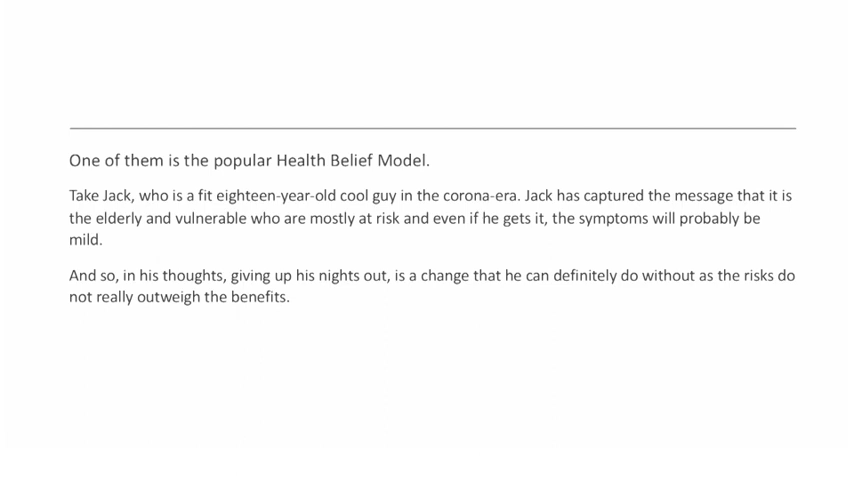 One of them is the popular Health Belief Model.
Take Jack, who is a fit eighteen-year-old cool guy in the corona-era. Jack has captured the message that it is
the elderly and vulnerable who are mostly at risk and even if he gets it, the symptoms will probably be
mild.
And so, in his thoughts, giving up his nights out, is a change that he can definitely do without as the risks do
not really outweigh the benefits.